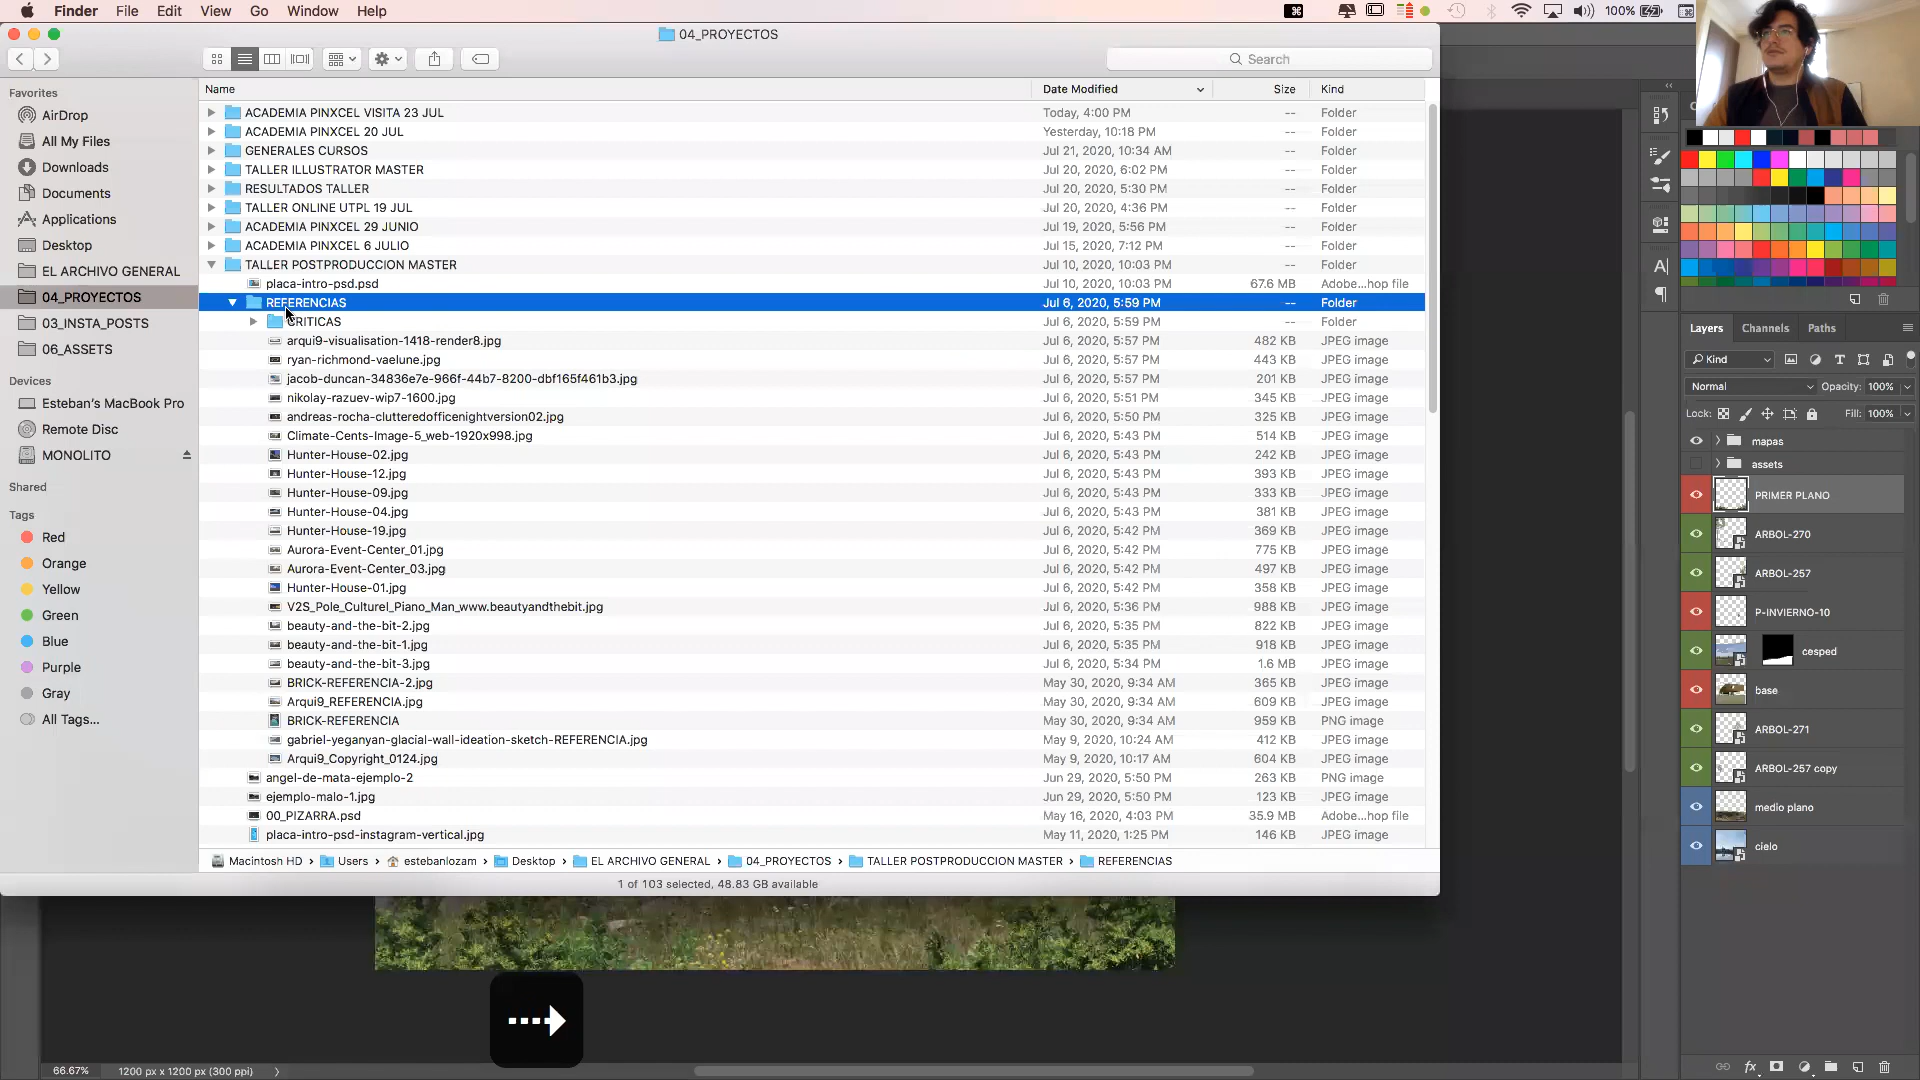 Finder File Edit View Go Window Help 100%
04_PROYECTOS
Search
Favorites
AirDrop
All My Files
Downloads
Documents
Applications
Desktop
EL ARCHIVO GENERAL
04_PROYECTOS
03_INSTA_POSTS
06_ASSETS
Devices
Esteban's MacBook Pro
Remote Disc
MONOLITO
Shared
Tags
Red
Orange
Yellow
Green
Blue
Purple
Gray
All Tags...
Name Date Modified Size Kind
ACADEMIA PINXCEL VISITA 23 JUL Today, 4:00 PM -- Folder
ACADEMIA PINXCEL 20 JUL Yesterday, 10:18 PM -- Folder
GENERALES CURSOS Jul 21, 2020, 10:34 AM -- Folder
TALLER ILLUSTRATOR MASTER Jul 20, 2020, 6:02 PM -- Folder
RESULTADOS TALLER Jul 20, 2020, 5:30 PM -- Folder
TALLER ONLINE UTPL 19 JUL Jul 20, 2020, 4:36 PM -- Folder
ACADEMIA PINXCEL 29 JUNIO Jul 19, 2020, 5:56 PM -- Folder
ACADEMIA PINXCEL 6 JULIO Jul 15, 2020, 7:12 PM -- Folder
TALLER POSTPRODUCCION MASTER Jul 10, 2020, 10:03 PM -- Folder
placa-intro-psd.psd Jul 10, 2020, 10:03 PM 67.6 MB Adobe...hop file
REFERENCIAS Jul 6, 2020, 5:59 PM -- Folder
CRITICAS Jul 6, 2020, 5:59 PM -- Folder
arqui9-visualisation-1418-render8.jpg Jul 6, 2020, 5:57 PM 482 KB JPEG image
ryan-richmond-vaelune.jpg Jul 6, 2020, 5:57 PM 443 KB JPEG image
jacob-duncan-34836e7e-966f-44b7-8200-dbf165f461b3.jpg Jul 6, 2020, 5:57 PM 201 KB JPEG image
nikolay-razuev-wip7-1600.jpg Jul 6, 2020, 5:51 PM 345 KB JPEG image
andreas-rocha-clutteredofficenightversion02.jpg Jul 6, 2020, 5:50 PM 325 KB JPEG image
Climate-Cents-Image-5_web-1920x998.jpg Jul 6, 2020, 5:43 PM 514 KB JPEG image
Hunter-House-02.jpg Jul 6, 2020, 5:43 PM 242 KB JPEG image
Hunter-House-12.jpg Jul 6, 2020, 5:43 PM 393 KB JPEG image
Hunter-House-09.jpg Jul 6, 2020, 5:43 PM 333 KB JPEG image
Hunter-House-04.jpg Jul 6, 2020, 5:43 PM 381 KB JPEG image
Hunter-House-19.jpg Jul 6, 2020, 5:42 PM 369 KB JPEG image
Aurora-Event-Center_01.jpg Jul 6, 2020, 5:42 PM 775 KB JPEG image
Aurora-Event-Center_03.jpg Jul 6, 2020, 5:42 PM 497 KB JPEG image
Hunter-House-01.jpg Jul 6, 2020, 5:42 PM 358 KB JPEG image
V2S_Pole_Culturel_Piano_Man_www.beautyandthebit.jpg Jul 6, 2020, 5:36 PM 988 KB JPEG image
beauty-and-the-bit-2.jpg Jul 6, 2020, 5:35 PM 822 KB JPEG image
beauty-and-the-bit-1.jpg Jul 6, 2020, 5:35 PM 918 KB JPEG image
beauty-and-the-bit-3.jpg Jul 6, 2020, 5:34 PM 1.6 MB JPEG image
BRICK-REFERENCIA-2.jpg May 30, 2020, 9:34 AM 365 KB JPEG image
Arqui9_REFERENCIA.jpg May 30, 2020, 9:34 AM 609 KB JPEG image
BRICK-REFERENCIA May 30, 2020, 9:34 AM 959 KB PNG image
gabriel-yeganyan-glacial-wall-ideation-sketch-REFERENCIA.jpg May 9, 2020, 10:24 AM 412 KB JPEG image
Arqui9_Copyright_0124.jpg May 9, 2020, 10:17 AM 604 KB JPEG image
angel-de-mata-ejemplo-2 Jun 29, 2020, 5:50 PM 263 KB PNG image
ejemplo-malo-1.jpg Jun 29, 2020, 5:50 PM 123 KB JPEG image
00_PIZARRA.psd May 16, 2020, 4:03 PM 35.9 MB Adobe...hop file
placa-intro-psd-instagram-vertical.jpg May 11, 2020, 1:25 PM 146 KB JPEG image
Macintosh HD Users estebanlozam Desktop EL ARCHIVO GENERAL 04_PROYECTOS TALLER POSTPRODUCCION MASTER REFERENCIAS
1 of 103 selected, 48.83 GB available
66.67% 1200 px x 1200 px (300 ppi)
Layers Channels Paths
Kind
Normal Opacity: 100%
Lock: Fill: 100%
mapas
assets
PRIMER PLANO
ARBOL-270
ARBOL-257
P-INVIERNO-10
cesped
base
ARBOL-271
ARBOL-257 copy
medio plano
cielo
fx